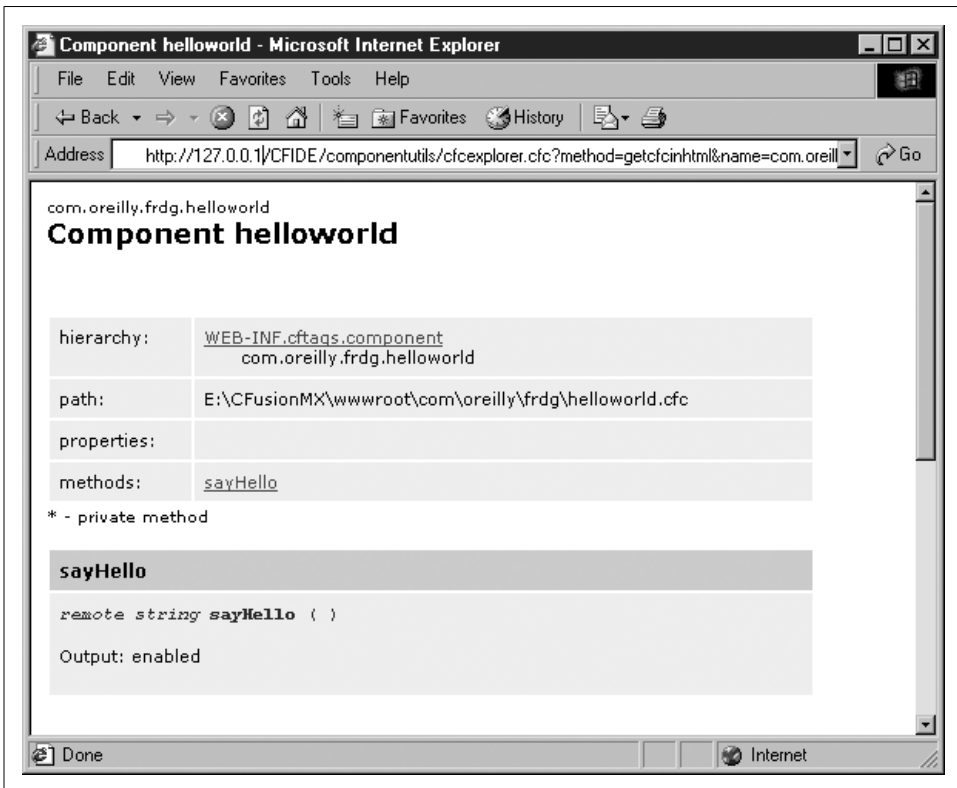 Component helloworld - Microsoft Internet Explorer
File Edit View Favorites Tools Help
Back Favorites History
Address http://127.0.0.1/CFIDE/componentutils/cfcexplorer.cfc?method=getcfcinhtml&name=com.oreill Go
com.oreilly.frdg.helloworld
Component helloworld
hierarchy: WEB-INF.cftags.component
com.oreilly.frdg.helloworld
path: E:\CFusionMX\wwwroot\com\oreilly\frdg\helloworld.cfc
properties:
methods: sayHello
* - private method
sayHello
remote string sayHello ( )
Output: enabled
Done Internet